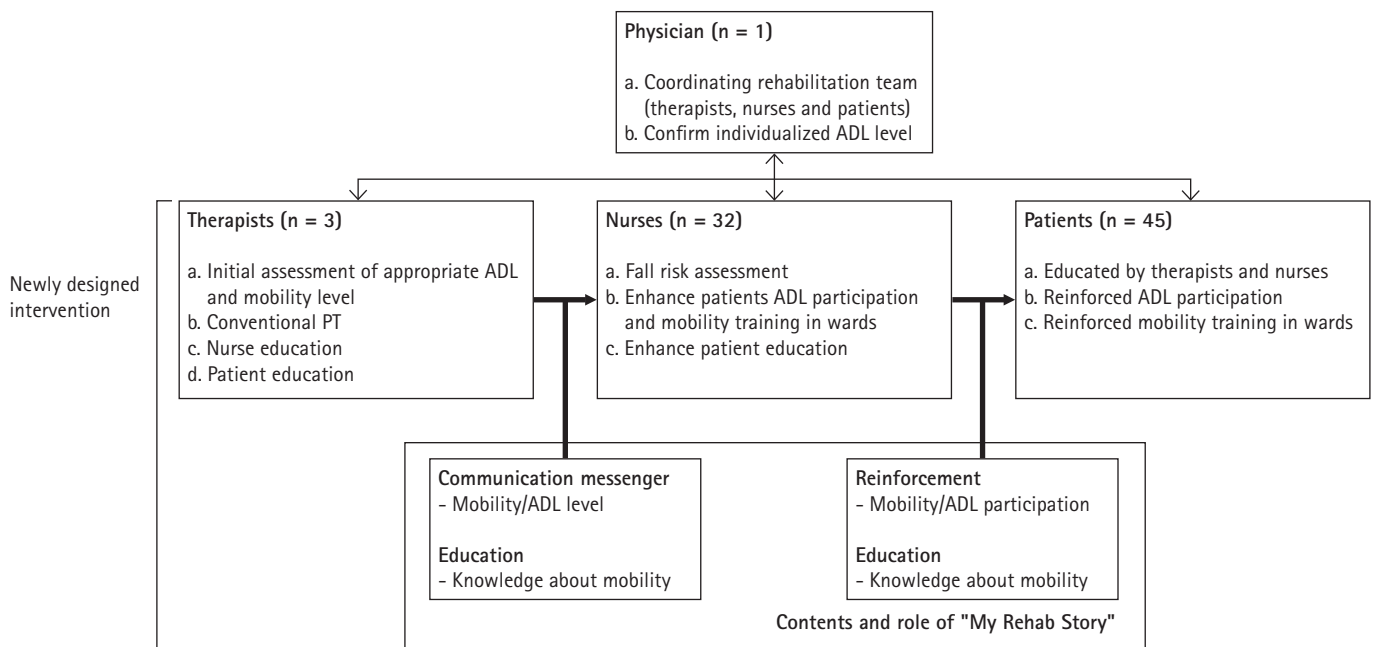 Physician (n = 1)
a. Coordinating rehabilitation team
(therapists, nurses and patients)
b. Confirm individualized ADL level
Newly designed
intervention
Therapists (n = 3)
a. Initial assessment of appropriate ADL
and mobility level
b. Conventional PT
c. Nurse education
d. Patient education
Nurses (n = 32)
a. Fall risk assessment
b. Enhance patients ADL participation
and mobility training in wards
c. Enhance patient education
Patients (n = 45)
a. Educated by therapists and nurses
b. Reinforced ADL participation
c. Reinforced mobility training in wards
Communication messenger
- Mobility/ADL level
Education
- Knowledge about mobility
Reinforcement
- Mobility/ADL participation
Education
- Knowledge about mobility
Contents and role of "My Rehab Story"